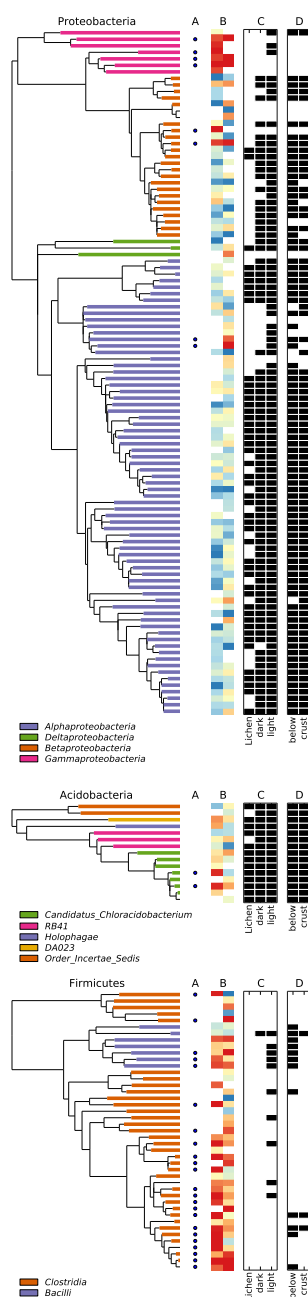 Proteobacteria A B C D
Lichen dark light below crust
Alphaproteobacteria
Deltaproteobacteria
Betaproteobacteria
Gammaproteobacteria
Acidobacteria A B C D
Lichen dark light below crust
Candidatus_Chloracidobacterium
RB41
Holophagae
DA023
Order_Incertae_Sedis
Firmicutes A B C D
Lichen dark light below crust
Clostridia
Bacilli